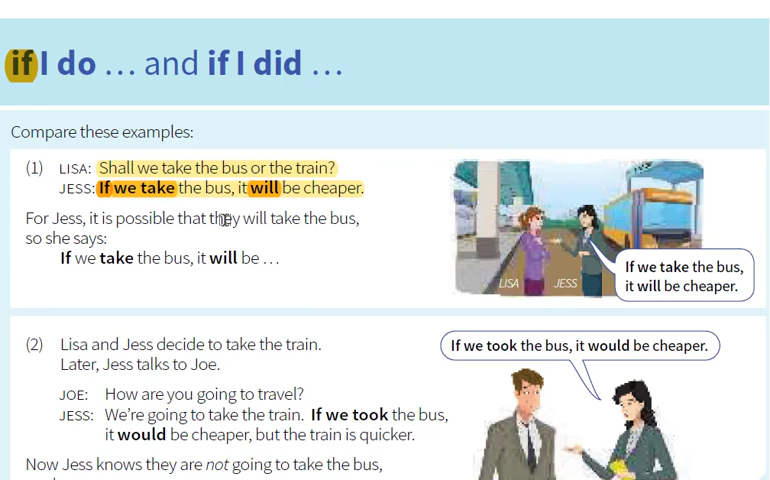 if I do … and if I did …
Compare these examples:
(1) LISA: Shall we take the bus or the train?
JESS: If we take the bus, it will be cheaper.
For Jess, it is possible that they will take the bus,
so she says:
If we take the bus, it will be …
LISA JESS
If we take the bus,
it will be cheaper.
(2) Lisa and Jess decide to take the train.
Later, Jess talks to Joe.
JOE: How are you going to travel?
JESS: We’re going to take the train. If we took the bus,
it would be cheaper, but the train is quicker.
Now Jess knows they are not going to take the bus,
If we took the bus, it would be cheaper.